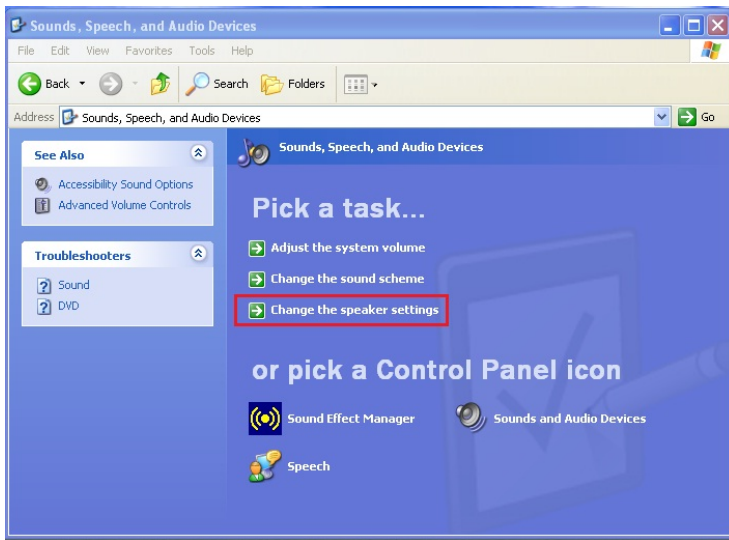 Sounds, Speech, and Audio Devices
File Edit View Favorites Tools Help
Back Search Folders
Address Sounds, Speech, and Audio Devices Go
See Also
Accessibility Sound Options
Advanced Volume Controls
Troubleshooters
Sound
DVD
Sounds, Speech, and Audio Devices
Pick a task...
Adjust the system volume
Change the sound scheme
Change the speaker settings
or pick a Control Panel icon
Sound Effect Manager Sounds and Audio Devices
Speech